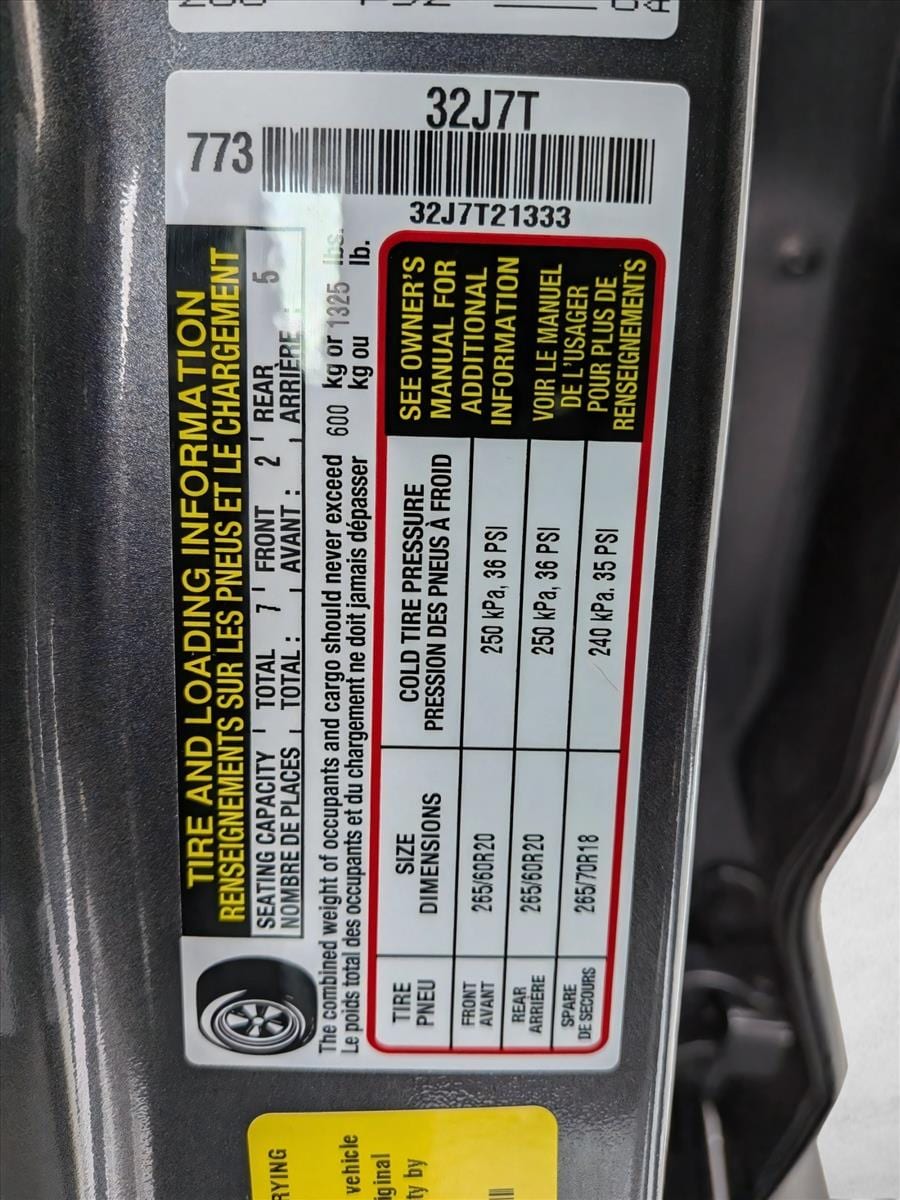 32J7T
773
32J7T21333
TIRE AND LOADING INFORMATION
RENSEIGNEMENTS SUR LES PNEUS ET LE CHARGEMENT
SEATING CAPACITY TOTAL 7 FRONT 2 REAR 5
NOMBRE DE PLACES TOTAL : AVANT : ARRIÈRE :
The combined weight of occupants and cargo should never exceed 600 kg or 1325 lbs.
Le poids total des occupants et du chargement ne doit jamais dépasser kg ou lb.
TIRE SIZE COLD TIRE PRESSURE
PNEU DIMENSIONS PRESSION DES PNEUS À FROID
FRONT
AVANT 265/60R20 250 kPa, 36 PSI
REAR
ARRIÈRE 265/60R20 250 kPa, 36 PSI
SPARE
DE SECOURS 265/70R18 240 kPa. 35 PSI
SEE OWNER'S
MANUAL FOR
ADDITIONAL
INFORMATION
VOIR LE MANUEL
DE L'USAGER
POUR PLUS DE
RENSEIGNEMENTS
vehicle
by